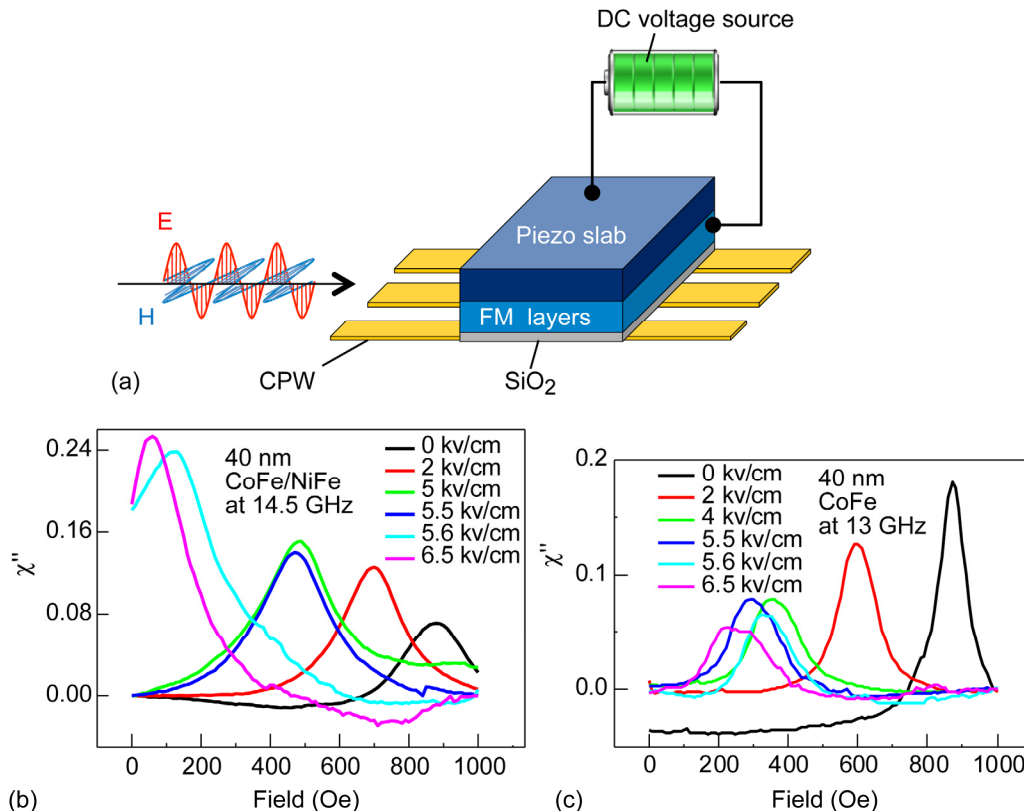 DC voltage source
E
Piezo slab
H
FM layers
CPW
SiO2
(a)
0.24
0.16
0.08
0.00
χ''
40 nm
CoFe/NiFe
at 14.5 GHz
0 kv/cm
2 kv/cm
5 kv/cm
5.5 kv/cm
5.6 kv/cm
6.5 kv/cm
0 200 400 600 800 1000
Field (Oe)
(b)
0.2
0.1
0.0
χ''
0 kv/cm
2 kv/cm
4 kv/cm
5.5 kv/cm
5.6 kv/cm
6.5 kv/cm
40 nm
CoFe
at 13 GHz
0 200 400 600 800 1000
Field (Oe)
(c)